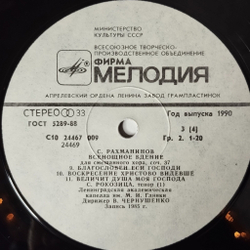 МИНИСТЕРСТВО
КУЛЬТУРЫ СССР
ВСЕСОЮЗНОЕ ТВОРЧЕСКО-
ПРОИЗВОДСТВЕННОЕ ОБЪЕДИНЕНИЕ
ФИРМА
МЕЛОДИЯ
АПРЕЛЕВСКИЙ ОРДЕНА ЛЕНИНА ЗАВОД ГРАМПЛАСТИНОК
СТЕРЕО 33
Год выпуска 1990
ГОСТ 5289-88
3 [4]
С10 24467 009
Гр. 2. 1-20
24469
С. РАХМАНИНОВ
ВСЕНОЩНОЕ БДЕНИЕ
для смешанного хора, соч. 37
9. БЛАГОСЛОВЕН ЕСИ ГОСПОДИ
10. ВОСКРЕСЕНИЕ ХРИСТОВО ВИДЕВШЕ
11. ВЕЛИЧИТ ДУША МОЯ ГОСПОДА
С. РОКОЗИЦА, тенор
Ленинградская академическая
капелла им. М. И. Глинки
Дирижер В. ЧЕРНУШЕНКО
Запись